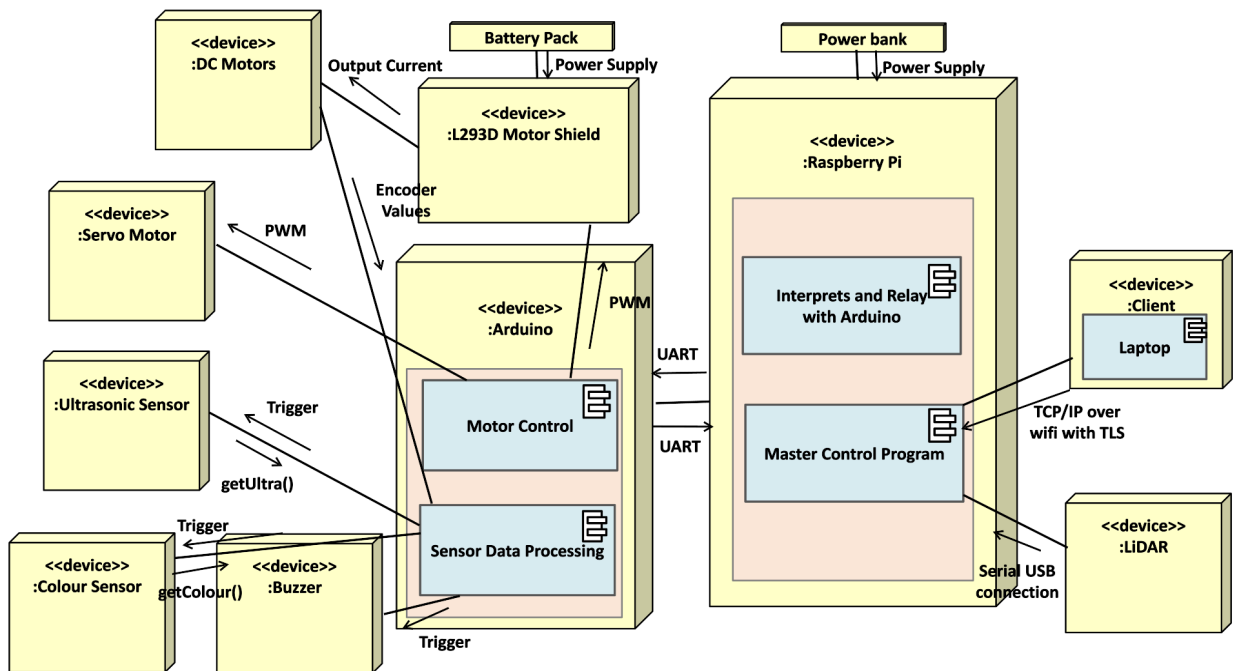 <<device>>
:DC Motors
Battery Pack
Power Supply
Power bank
Power Supply
Output Current
<<device>>
:L293D Motor Shield
<<device>>
:Raspberry Pi
Encoder
Values
<<device>>
:Servo Motor
PWM
<<device>>
:Arduino
PWM
Interprets and Relay
with Arduino
<<device>>
:Client
Laptop
UART
<<device>>
:Ultrasonic Sensor
Trigger
getUltra()
Motor Control
UART
Master Control Program
TCP/IP over
wifi with TLS
Trigger
<<device>>
:Colour Sensor
getColour()
<<device>>
:Buzzer
Sensor Data Processing
Trigger
<<device>>
:LiDAR
Serial USB
connection